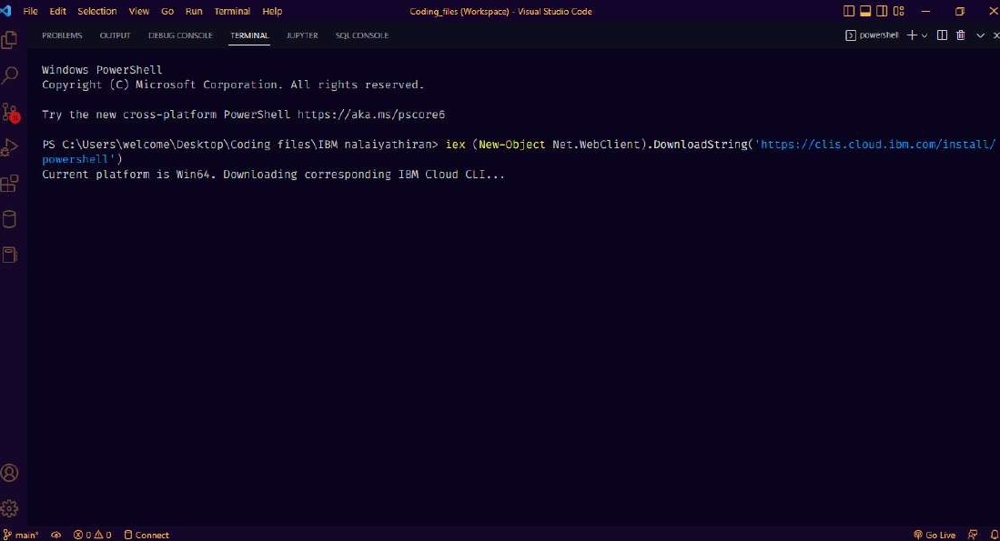 File Edit Selection View Go Run Terminal Help Coding_files (Workspace) - Visual Studio Code
PROBLEMS OUTPUT DEBUG CONSOLE TERMINAL JUPYTER SQL CONSOLE powershell
Windows PowerShell
Copyright (C) Microsoft Corporation. All rights reserved.
Try the new cross-platform PowerShell https://aka.ms/pscore6
PS C:\Users\welcome\Desktop\Coding files\IBM nalaiyathiran> iex (New-Object Net.WebClient).DownloadString('https://clis.cloud.ibm.com/install/
powershell')
Current platform is Win64. Downloading corresponding IBM Cloud CLI...
main* 0 0 Connect Go Live